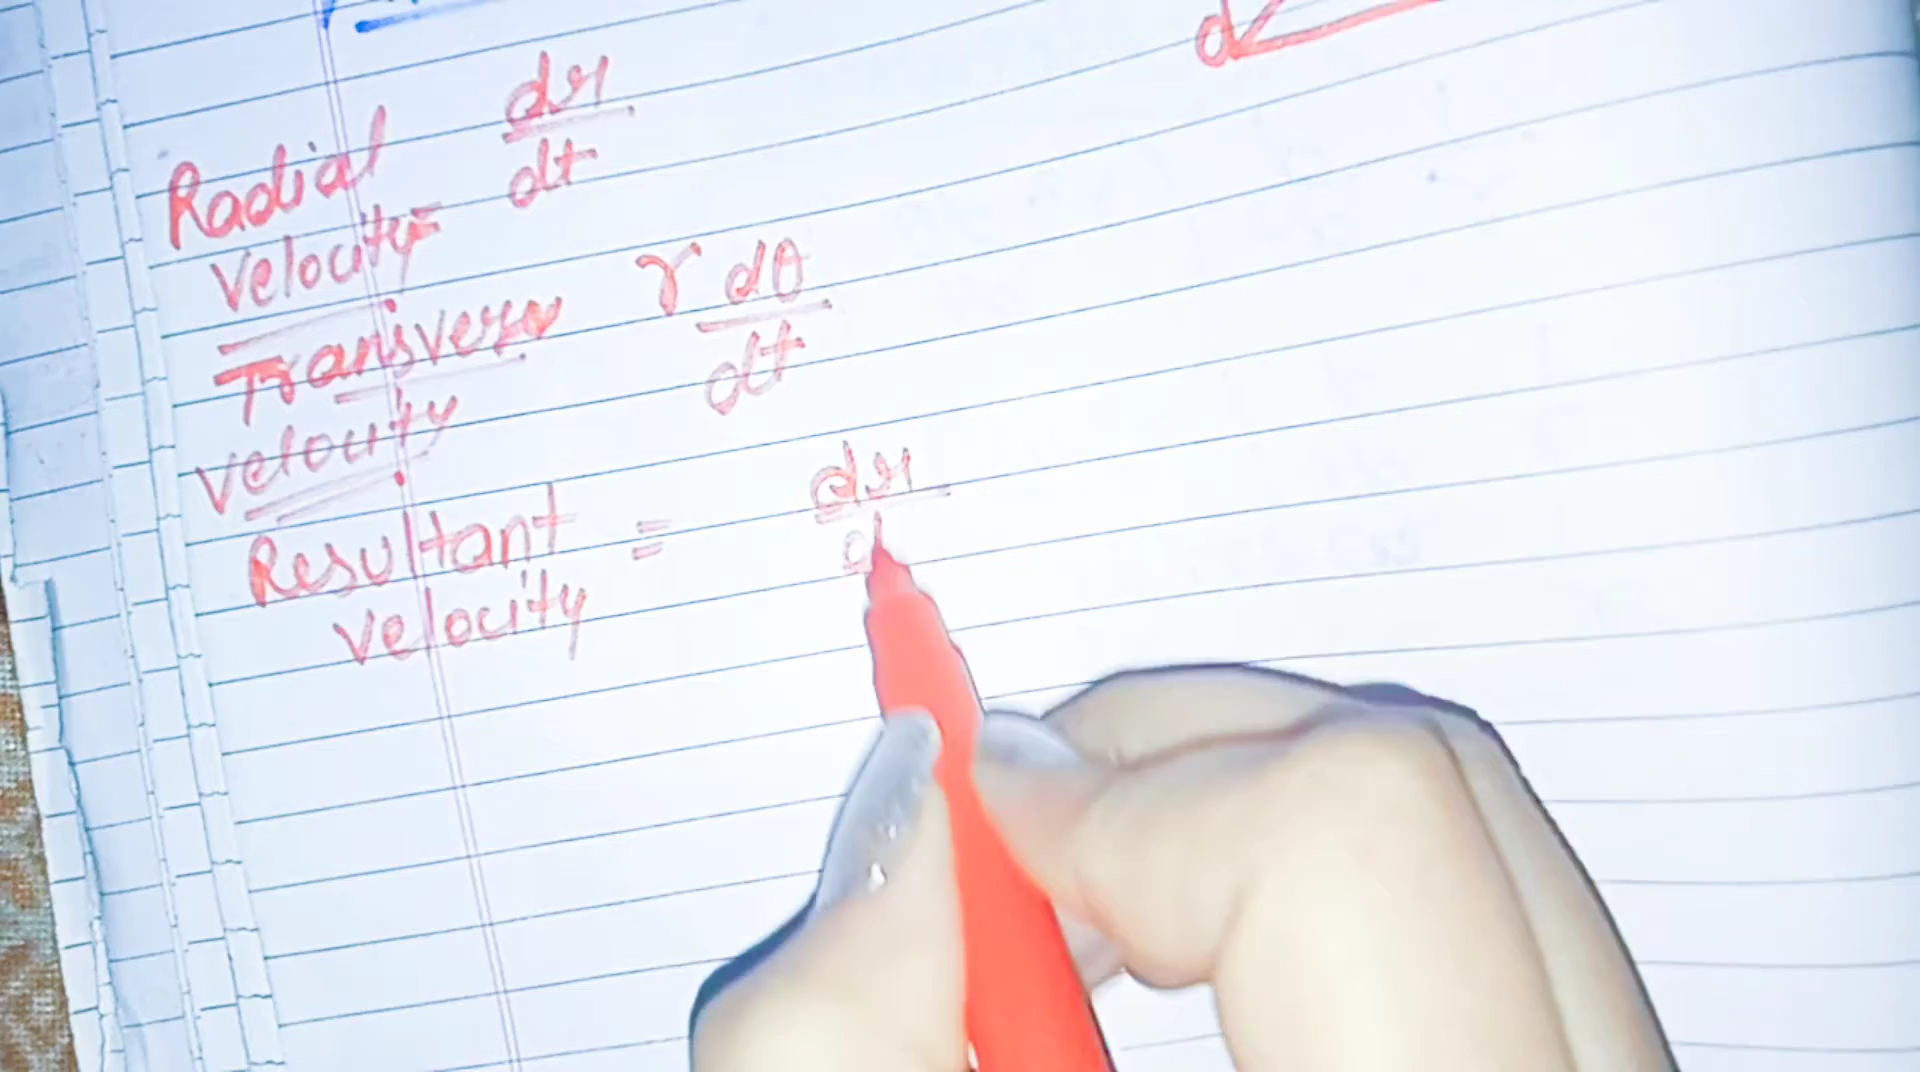 d
Radial dr
velocity= dt
Transverse r dθ
velocity dt
Resultant = dr
velocity d